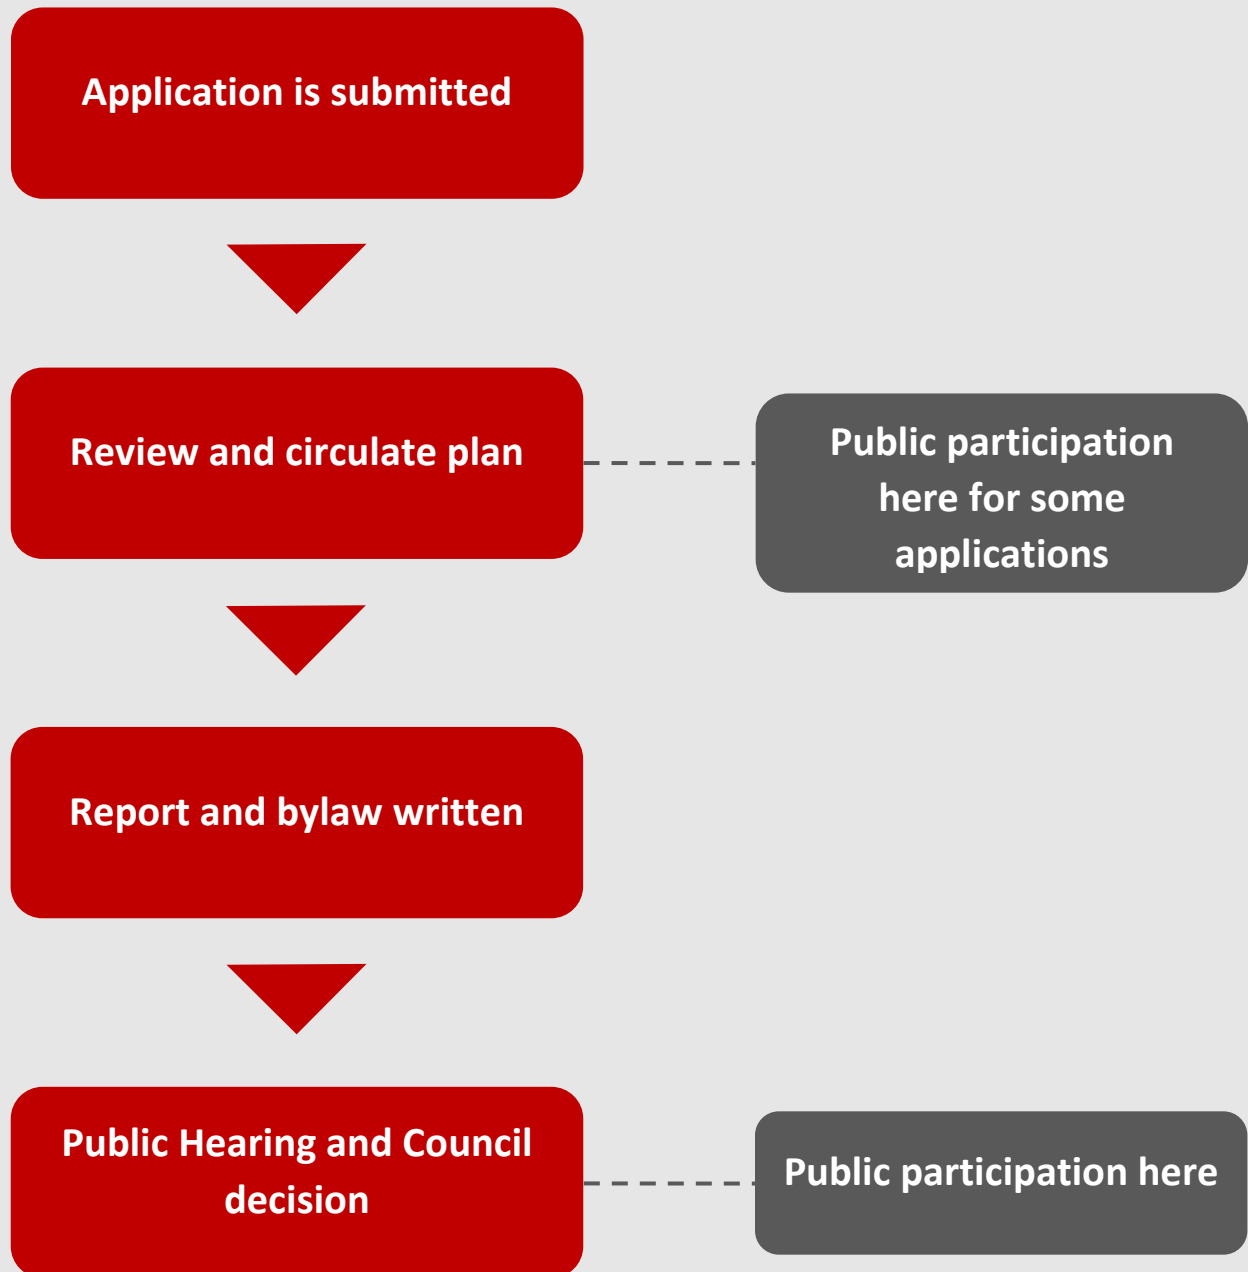 Application is submitted
Review and circulate plan
Public participation
here for some
applications
Report and bylaw written
Public Hearing and Council
decision
Public participation here